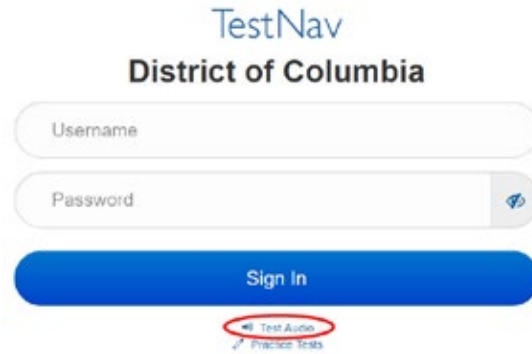 TestNav
District of Columbia
Username
Password
Sign In
Test Audio
Practice Tests